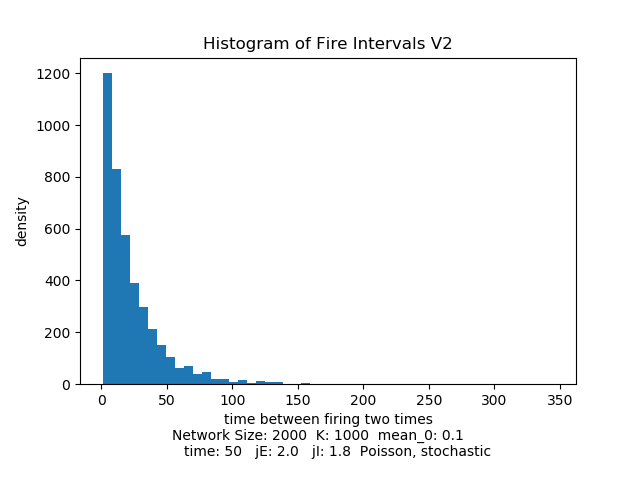 Histogram of Fire Intervals V2
1200
1000
800
600
400
200
0
density
0 50 100 150 200 250 300 350
time between firing two times
Network Size: 2000 K: 1000 mean_0: 0.1
time: 50 jE: 2.0 jI: 1.8 Poisson, stochastic